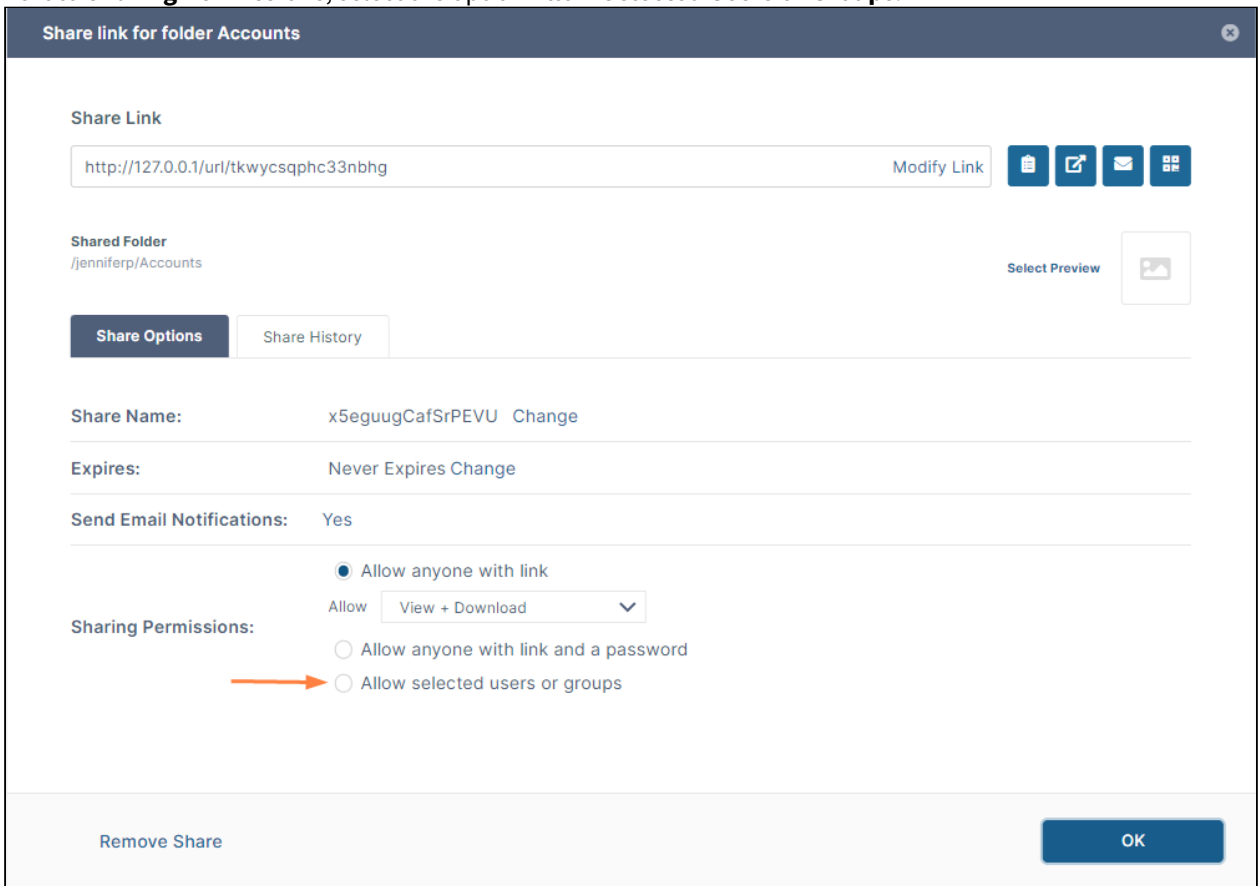 Share link for folder Accounts
Share Link
http://127.0.0.1/url/tkwycsqphc33nbhg Modify Link
Shared Folder
/jenniferp/Accounts
Select Preview
Share Options Share History
Share Name: x5eguugCafSrPEVU Change
Expires: Never Expires Change
Send Email Notifications: Yes
Allow anyone with link
Allow View + Download
Sharing Permissions:
Allow anyone with link and a password
Allow selected users or groups
Remove Share OK